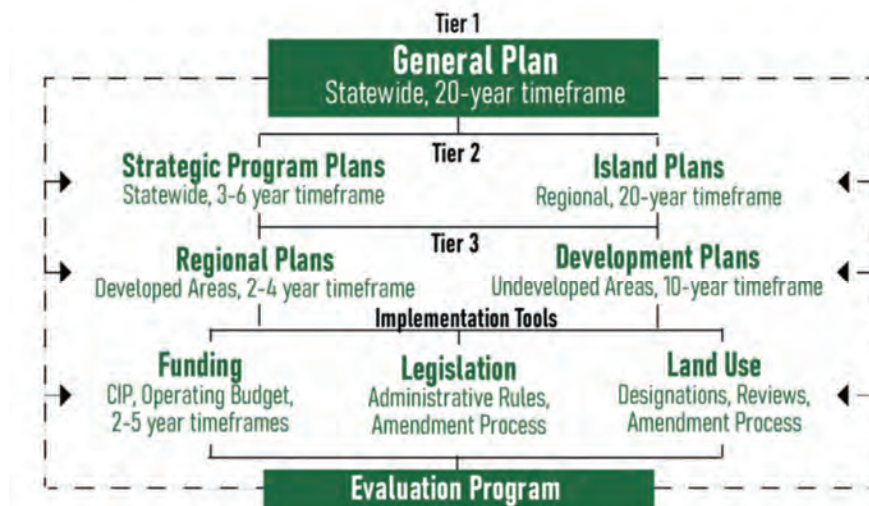 Tier 1
General Plan
Statewide, 20-year timeframe
Tier 2
Strategic Program Plans
Statewide, 3-6 year timeframe
Island Plans
Regional, 20-year timeframe
Tier 3
Regional Plans
Developed Areas, 2-4 year timeframe
Development Plans
Undeveloped Areas, 10-year timeframe
Implementation Tools
Funding
CIP, Operating Budget,
2-5 year timeframes
Legislation
Administrative Rules,
Amendment Process
Land Use
Designations, Reviews,
Amendment Process
Evaluation Program